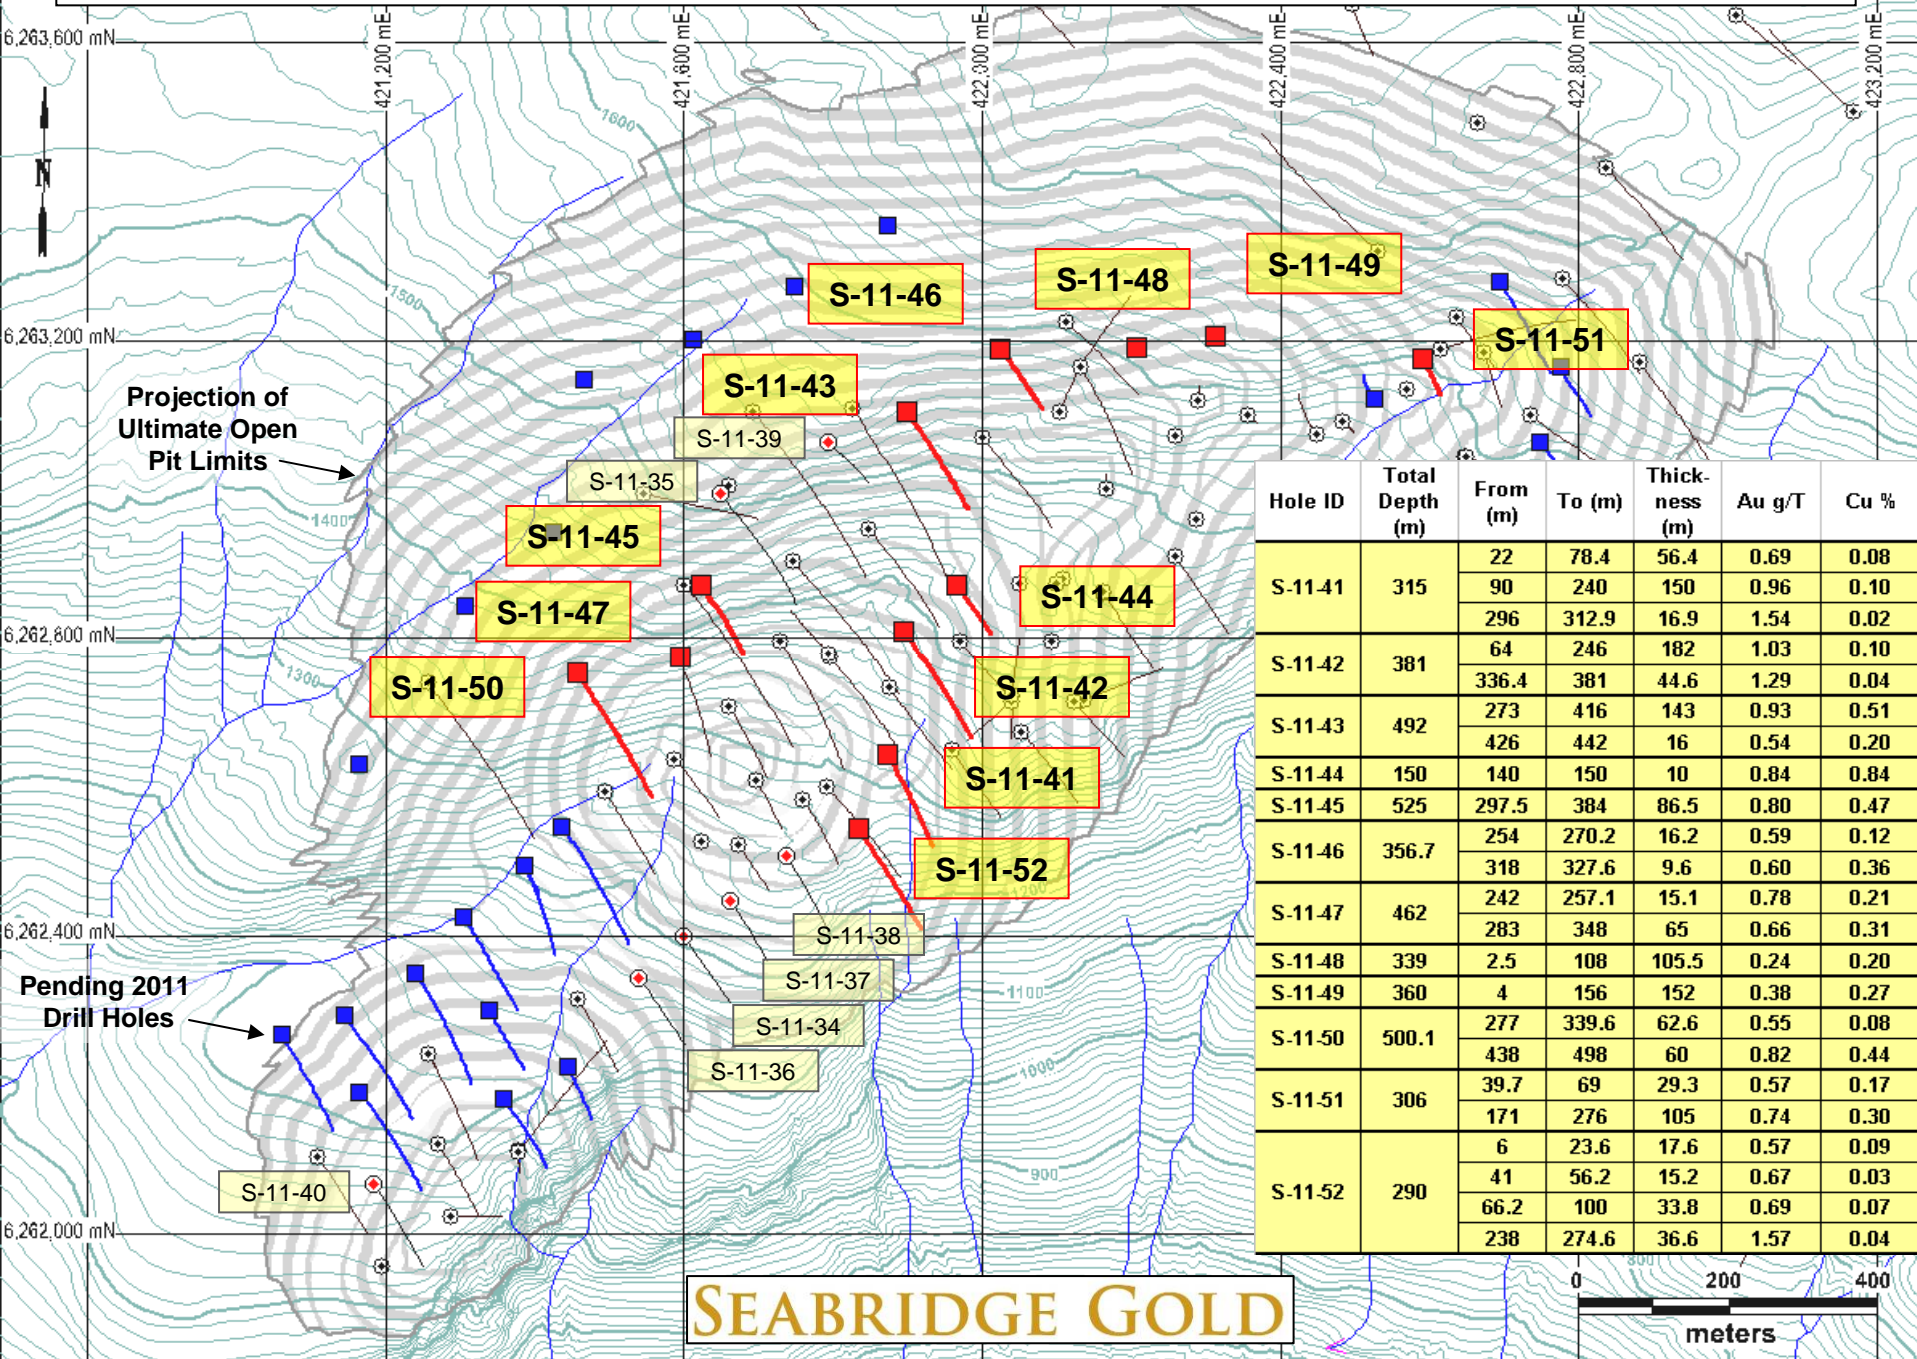 6,263,600 mN
421,200 mE
421,600 mE
422,000 mE
422,400 mE
422,800 mE
423,200 mE
N
1600
1500
S-11-46
S-11-48
S-11-49
6,263,200 mN
S-11-51
Projection of
Ultimate Open
Pit Limits
S-11-43
S-11-39
S-11-35
1400
S-11-45
S-11-47
S-11-44
6,262,800 mN
1300
S-11-50
S-11-42
S-11-41
S-11-52
1200
6,262,400 mN
S-11-38
S-11-37
1100
Pending 2011
Drill Holes
S-11-34
S-11-36
1000
900
S-11-40
6,262,000 mN
Hole ID Total Depth (m) From (m) To (m) Thick-ness (m) Au g/T Cu %
S-11-41 315 22 78.4 56.4 0.69 0.08
90 240 150 0.96 0.10
296 312.9 16.9 1.54 0.02
S-11-42 381 64 246 182 1.03 0.10
336.4 381 44.6 1.29 0.04
S-11-43 492 273 416 143 0.93 0.51
426 442 16 0.54 0.20
S-11-44 150 140 150 10 0.84 0.84
S-11-45 525 297.5 384 86.5 0.80 0.47
S-11-46 356.7 254 270.2 16.2 0.59 0.12
318 327.6 9.6 0.60 0.36
S-11-47 462 242 257.1 15.1 0.78 0.21
283 348 65 0.66 0.31
S-11-48 339 2.5 108 105.5 0.24 0.20
S-11-49 360 4 156 152 0.38 0.27
S-11-50 500.1 277 339.6 62.6 0.55 0.08
438 498 60 0.82 0.44
S-11-51 306 39.7 69 29.3 0.57 0.17
171 276 105 0.74 0.30
S-11-52 290 6 23.6 17.6 0.57 0.09
41 56.2 15.2 0.67 0.03
66.2 100 33.8 0.69 0.07
238 274.6 36.6 1.57 0.04
800
0 200 400
meters
SEABRIDGE GOLD